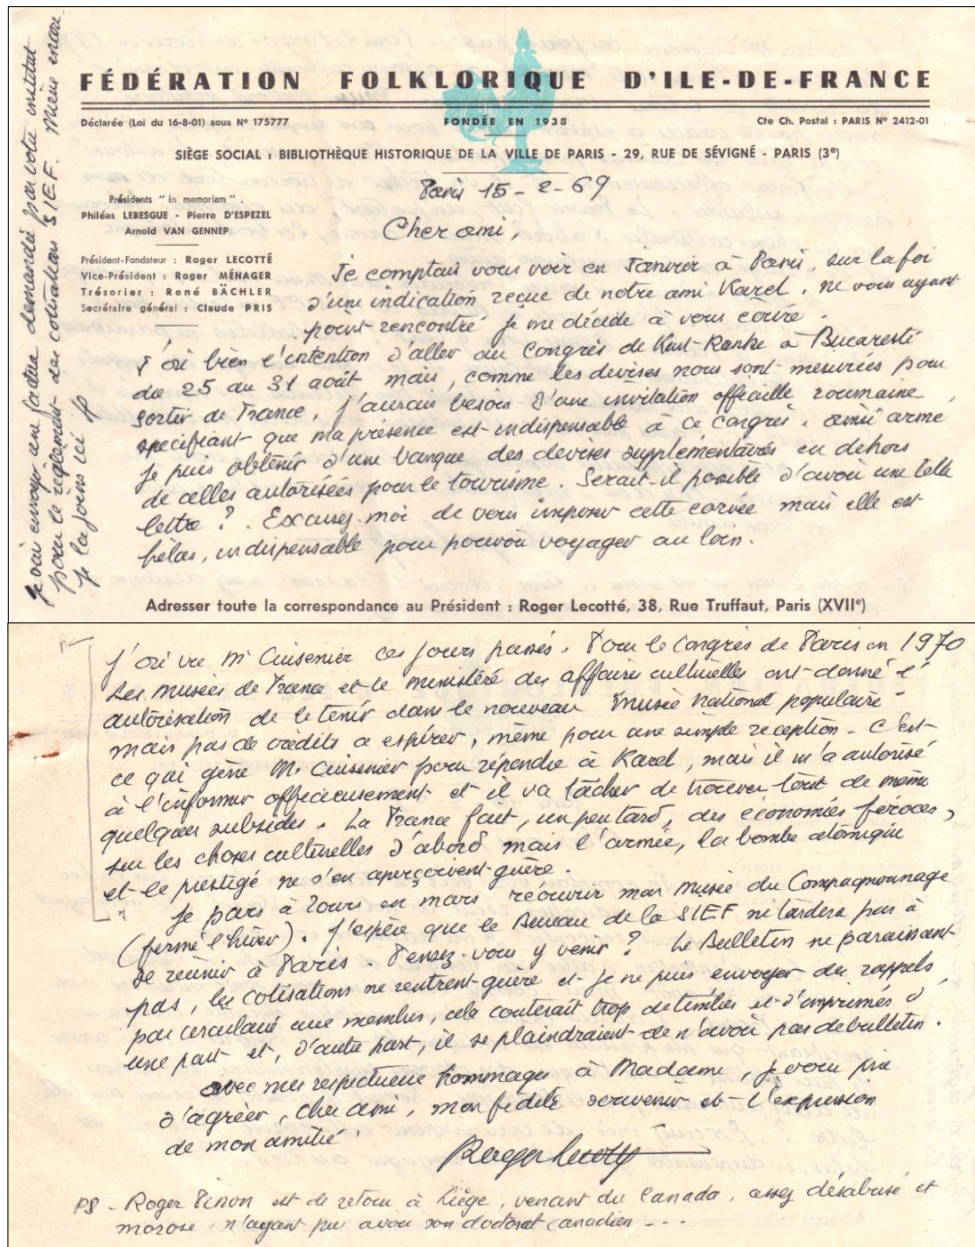 FÉDÉRATION FOLKLORIQUE D'ILE-DE-FRANCE
Déclarée (Loi du 16-8-01) sous Nº 175777
FONDÉE EN 1938
Cte Ch. Postal : PARIS Nº 2412-01
SIÈGE SOCIAL : BIBLIOTHÈQUE HISTORIQUE DE LA VILLE DE PARIS - 29, RUE DE SÉVIGNÉ - PARIS (3e)
Présidents "in memoriam".
Philéas LEBESGUE - Pierre D'ESPEZEL
Arnold VAN GENNEP
Président-Fondateur : Roger LECOTTÉ
Vice-Président : Roger MÉNAGER
Trésorier : René BÄCHLER
Secrétaire général : Claude PRIS
Paris 15-2-69
Cher ami,
Je comptais vous voir en Janvier à Paris, sur la foi
d'une indication reçue de notre ami Karel. ne vous ayant
point rencontré je me décide à vous écrire.
J'ai bien l'intention d'aller au Congrès de Kurt-Ranke à Bucarest
du 25 au 31 août mais, comme les devises nous sont mesurées pour
sortir de France, j'aurais besoin d'une invitation officielle roumaine
spécifiant que ma présence est indispensable à ce congrès. ainsi armé
je puis obtenir d'une banque des devises supplémentaires en dehors
de celles autorisées pour le tourisme. Serait-il possible d'avoir une telle
lettre ?. Excusez-moi de vous imposer cette corvée mais elle est
hélas, indispensable pour pouvoir voyager au loin.
Je vais envoyer une facture demandée par votre institut
pour le règlement des cotisations SIEF. Mieux encore
je la joins ici
Adresser toute la correspondance au Président : Roger Lecotté, 38, Rue Truffaut, Paris (XVIIe)
J'ai vu Mr Cuisenier ces jours passés. Pour le Congrès de Paris en 1970
Les musées de France et le ministère des affaires culturelles ont donné l'
autorisation de le tenir dans le nouveau musée national populaire
mais pas de crédits a espérer, même pour une simple reception. C'est
ce qui gêne Mr Cuisenier pour répondre à Karel, mais il m'a autorisé
à l'informer officieusement et il va tâcher de trouver tout de même
quelques subsides. La France fait, un peu tard, des économies féroces,
sur les choses culturelles d'abord mais l'armée, la bombe atomique
et le prestige ne s'en aperçoivent guère.
Je pars à Tours en mars réouvrir mon Musée du Compagnonnage
(fermé l'hiver). J'espère que le Bureau de la SIEF ne tardera pas à
se réunir à Paris. Pensez-vous y venir ? Le Bulletin ne paraissant
pas, les cotisations ne rentrent guère et je ne puis envoyer des rappels
par circulaire aux membres, cela couterait trop de timbres et d'imprimés d'
une part et, d'autre part, il se plaindraient de n'avoir pas de bulletin.
avec mes respectueux hommages à Madame, je vous prie
d'agréer, cher ami, mon fidèle souvenir et l'expression
de mon amitié.
Roger Lecotté
PS - Roger Pinon est de retour à Liège, venant du Canada, assez désabusé et
morose, n'ayant pu avoir son doctorat canadien ---